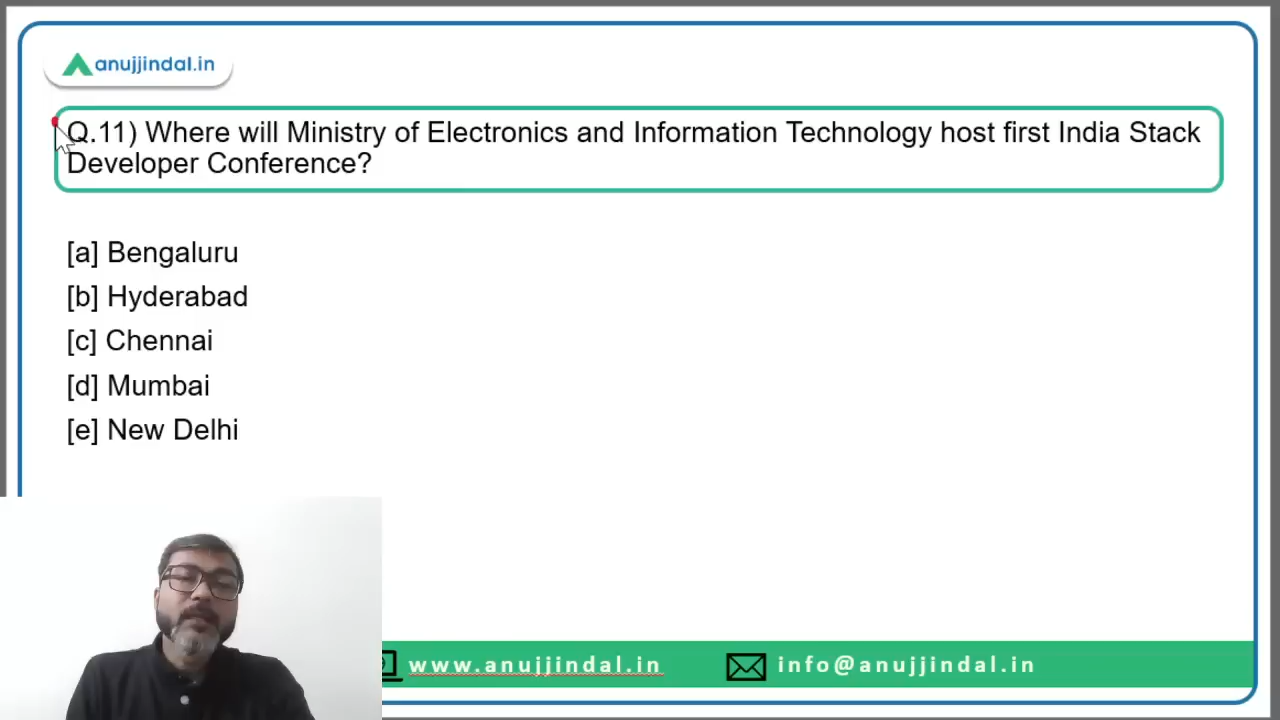 anujjindal.in
Q.11) Where will Ministry of Electronics and Information Technology host first India Stack
Developer Conference?
[a] Bengaluru
[b] Hyderabad
[c] Chennai
[d] Mumbai
[e] New Delhi
www.anujjindal.in
info@anujjindal.in